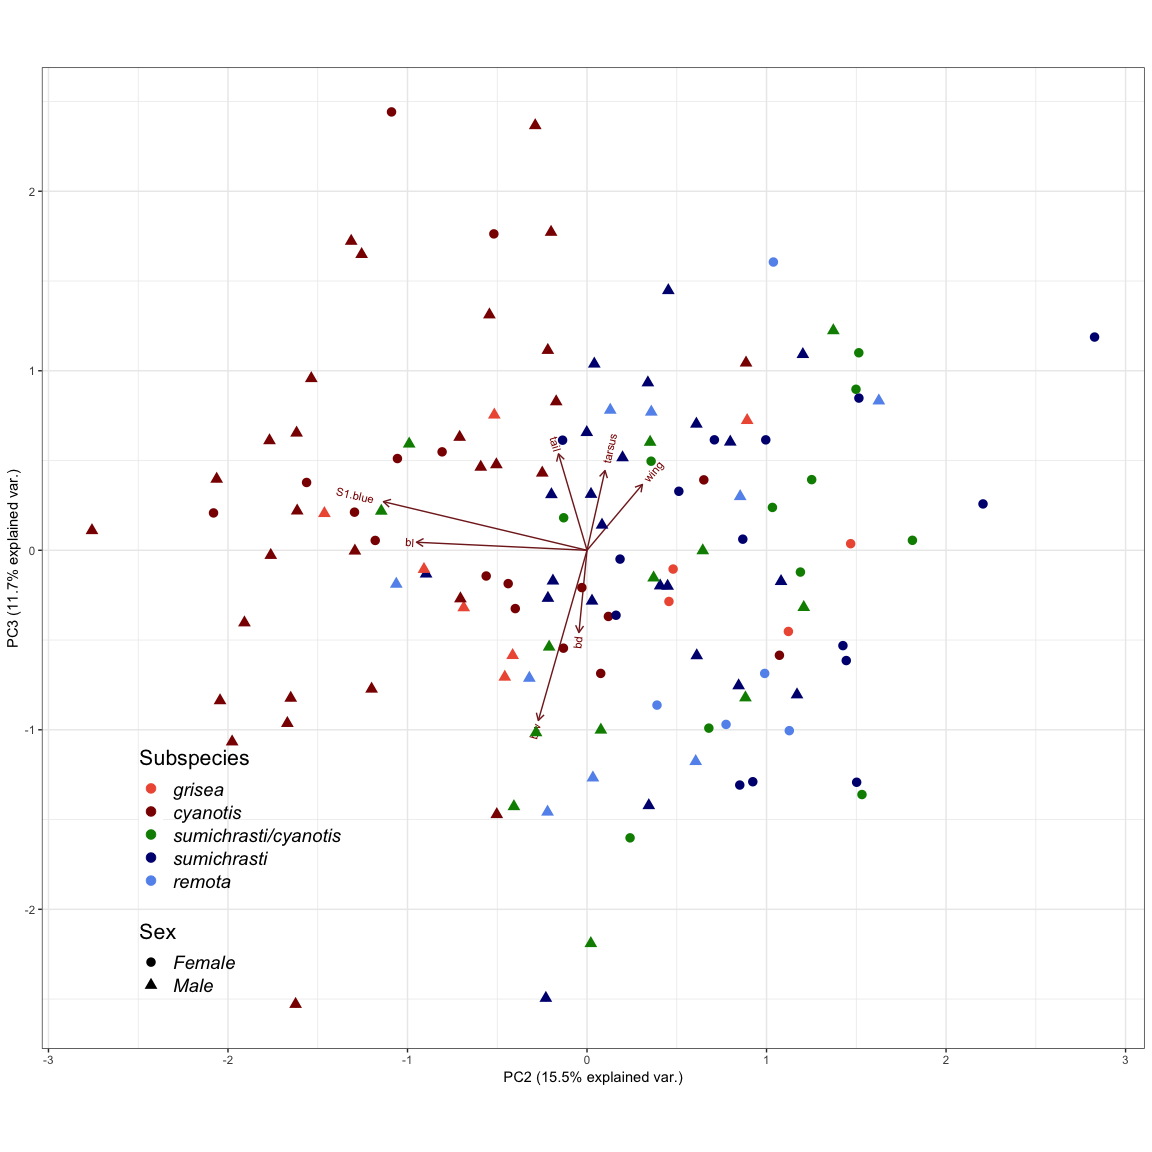 2
1
0
-1
-2
PC3 (11.7% explained var.)
tail
tarsus
wing
S1.blue
bl
bd
Subspecies
grisea
cyanotis
sumichrasti/cyanotis
sumichrasti
remota
Sex
Female
Male
-3 -2 -1 0 1 2 3
PC2 (15.5% explained var.)